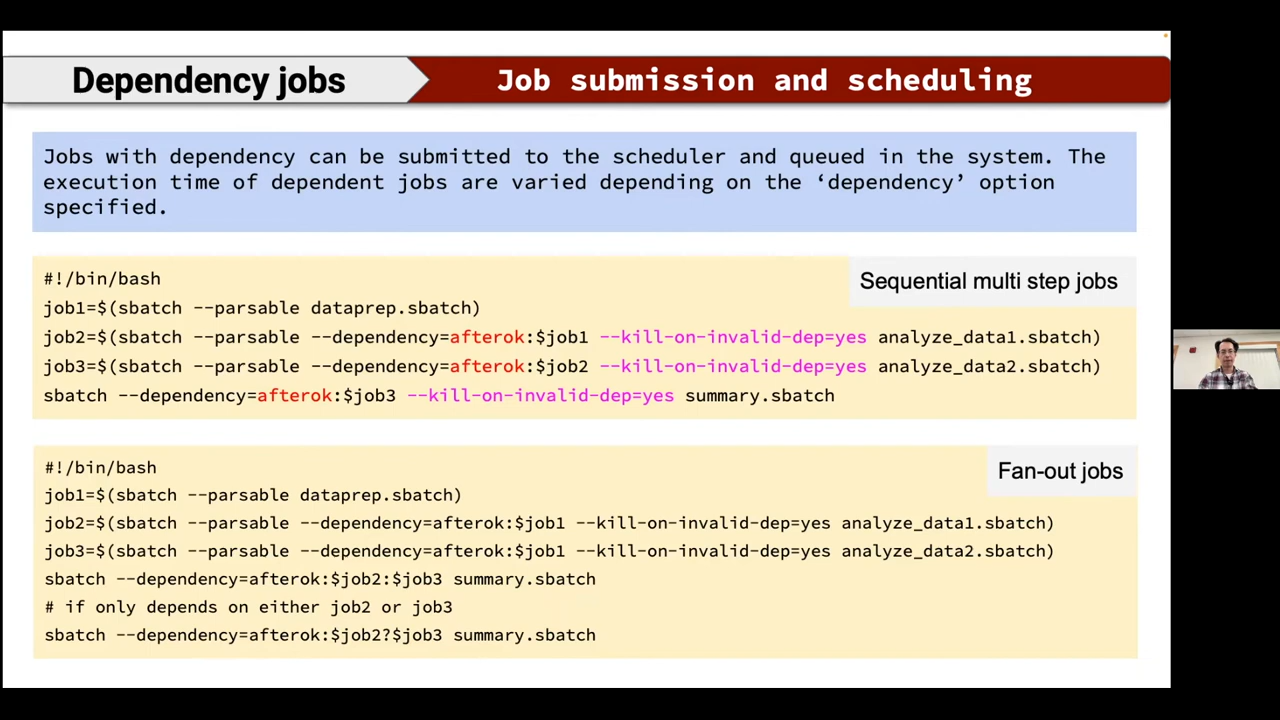 Dependency jobs
Job submission and scheduling
Jobs with dependency can be submitted to the scheduler and queued in the system. The
execution time of dependent jobs are varied depending on the ‘dependency’ option
specified.
Sequential multi step jobs
#!/bin/bash
job1=$(sbatch --parsable dataprep.sbatch)
job2=$(sbatch --parsable --dependency=afterok:$job1 --kill-on-invalid-dep=yes analyze_data1.sbatch)
job3=$(sbatch --parsable --dependency=afterok:$job2 --kill-on-invalid-dep=yes analyze_data2.sbatch)
sbatch --dependency=afterok:$job3 --kill-on-invalid-dep=yes summary.sbatch
Fan-out jobs
#!/bin/bash
job1=$(sbatch --parsable dataprep.sbatch)
job2=$(sbatch --parsable --dependency=afterok:$job1 --kill-on-invalid-dep=yes analyze_data1.sbatch)
job3=$(sbatch --parsable --dependency=afterok:$job1 --kill-on-invalid-dep=yes analyze_data2.sbatch)
sbatch --dependency=afterok:$job2:$job3 summary.sbatch
# if only depends on either job2 or job3
sbatch --dependency=afterok:$job2?$job3 summary.sbatch